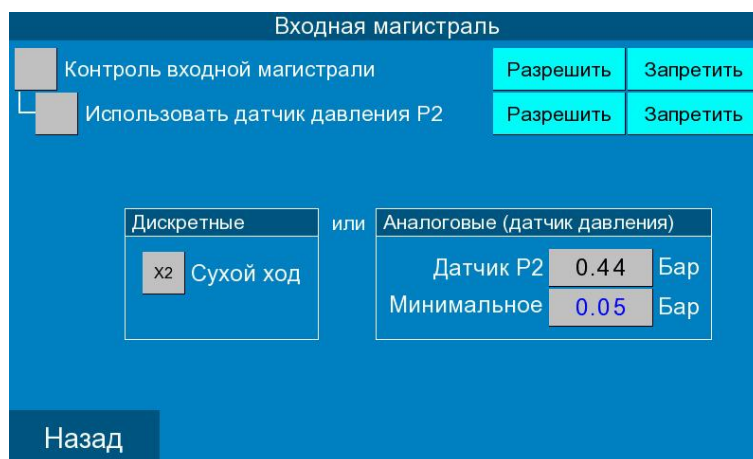 Входная магистраль
Контроль входной магистрали Разрешить Запретить
Использовать датчик давления P2 Разрешить Запретить
Дискретные или Аналоговые (датчик давления)
X2 Сухой ход
Датчик P2 0.44 Бар
Минимальное 0.05 Бар
Назад